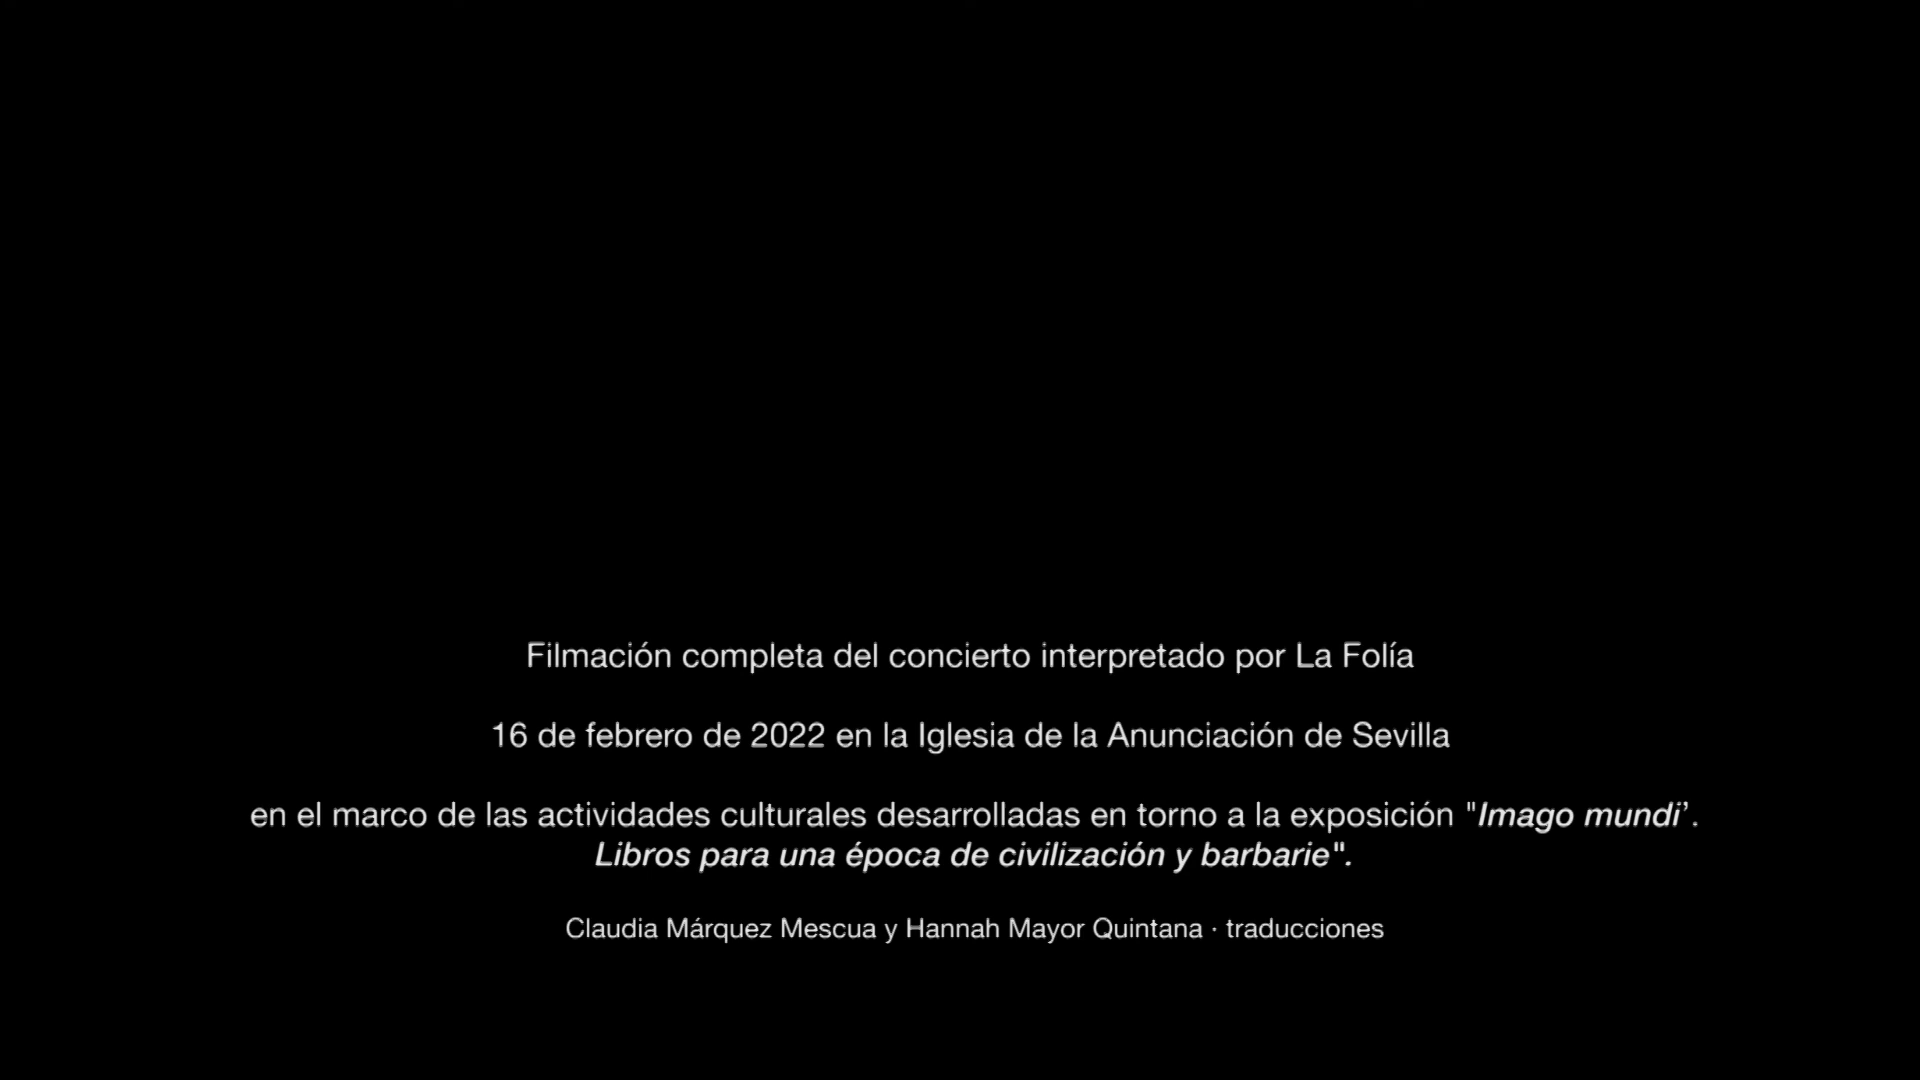 Filmación completa del concierto interpretado por La Folía
16 de febrero de 2022 en la Iglesia de la Anunciación de Sevilla
en el marco de las actividades culturales desarrolladas en torno a la exposición "Imago mundi’.
Libros para una época de civilización y barbarie".
Claudia Márquez Mescua y Hannah Mayor Quintana · traducciones